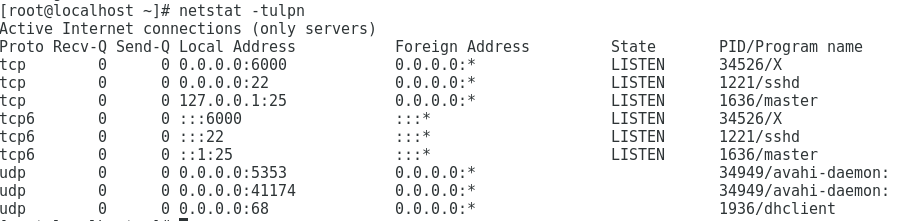 [root@localhost ~]# netstat -tulpn
Active Internet connections (only servers)
Proto Recv-Q Send-Q Local Address           Foreign Address         State       PID/Program name
tcp        0      0 0.0.0.0:6000            0.0.0.0:*               LISTEN      34526/X
tcp        0      0 0.0.0.0:22              0.0.0.0:*               LISTEN      1221/sshd
tcp        0      0 127.0.0.1:25            0.0.0.0:*               LISTEN      1636/master
tcp6       0      0 :::6000                 :::*                    LISTEN      34526/X
tcp6       0      0 :::22                   :::*                    LISTEN      1221/sshd
tcp6       0      0 ::1:25                  :::*                    LISTEN      1636/master
udp        0      0 0.0.0.0:5353            0.0.0.0:*                           34949/avahi-daemon:
udp        0      0 0.0.0.0:41174           0.0.0.0:*                           34949/avahi-daemon:
udp        0      0 0.0.0.0:68              0.0.0.0:*                           1936/dhclient